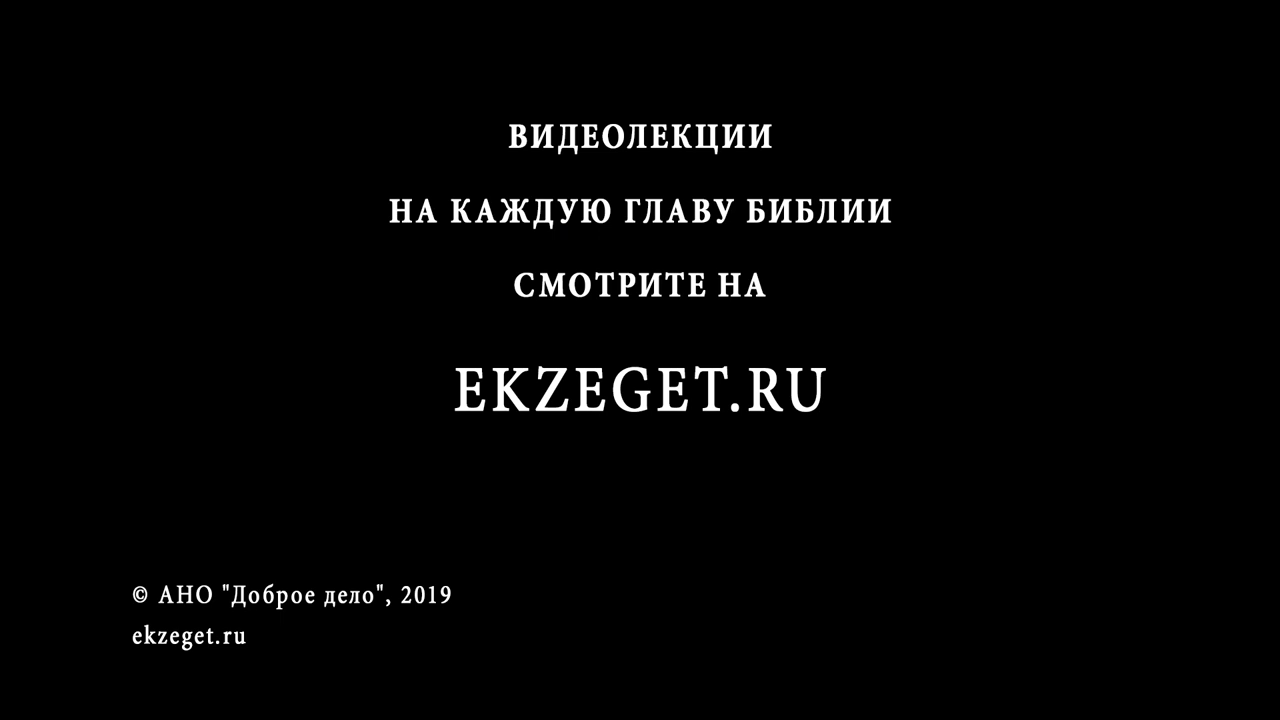 ВИДЕОЛЕКЦИИ
НА КАЖДУЮ ГЛАВУ БИБЛИИ
СМОТРИТЕ НА
EKZEGET.RU
© АНО "Доброе дело", 2019
ekzeget.ru